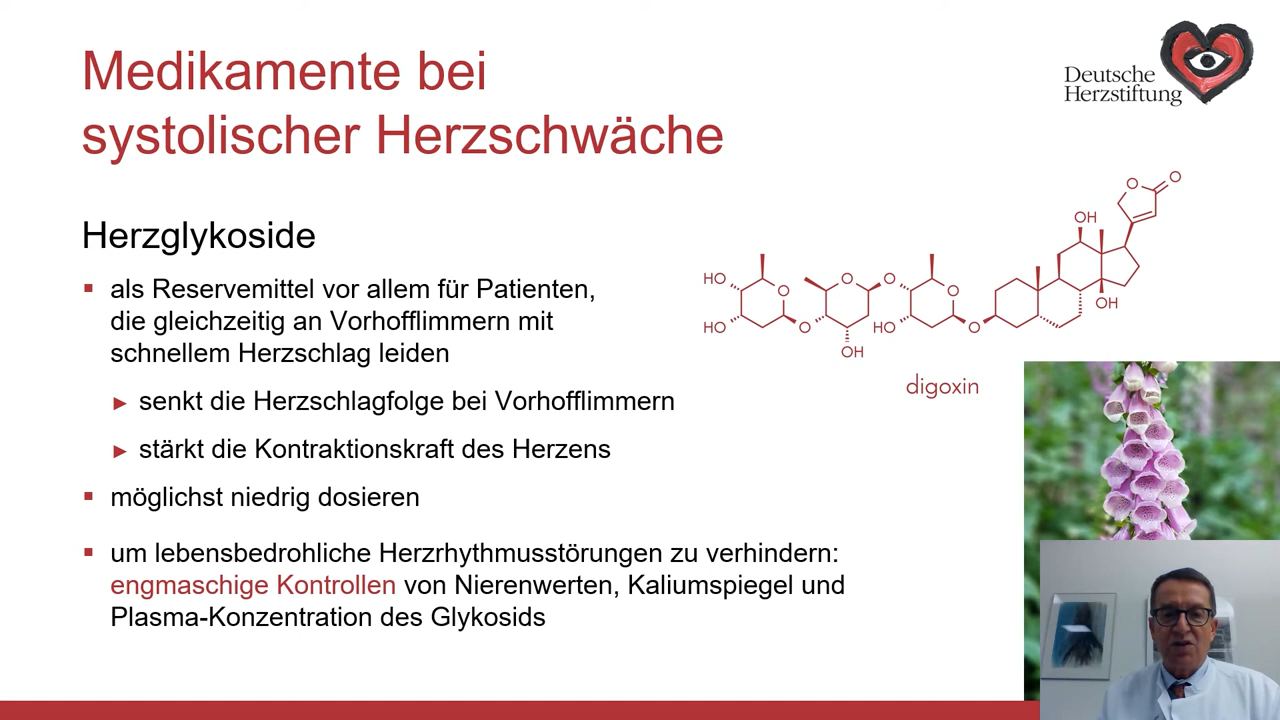 Medikamente bei
systolischer Herzschwäche
Deutsche
Herzstiftung
Herzglykoside
▪ als Reservemittel vor allem für Patienten,
die gleichzeitig an Vorhofflimmern mit
schnellem Herzschlag leiden
► senkt die Herzschlagfolge bei Vorhofflimmern
► stärkt die Kontraktionskraft des Herzens
▪ möglichst niedrig dosieren
▪ um lebensbedrohliche Herzrhythmusstörungen zu verhindern:
engmaschige Kontrollen von Nierenwerten, Kaliumspiegel und
Plasma-Konzentration des Glykosids
O
O
OH
HO
O
O
O
O
HO
O
HO
O
OH
OH
digoxin